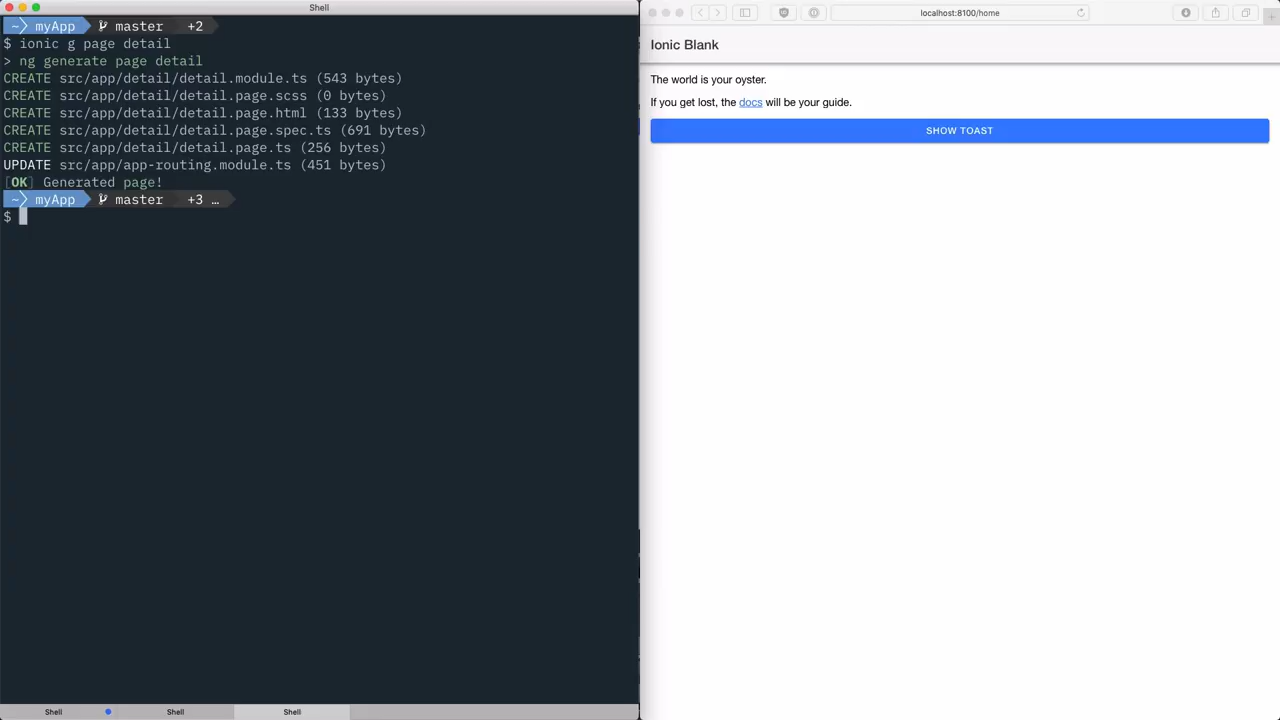 Shell
~ myApp master +2
$ ionic g page detail
> ng generate page detail
CREATE src/app/detail/detail.module.ts (543 bytes)
CREATE src/app/detail/detail.page.scss (0 bytes)
CREATE src/app/detail/detail.page.html (133 bytes)
CREATE src/app/detail/detail.page.spec.ts (691 bytes)
CREATE src/app/detail/detail.page.ts (256 bytes)
UPDATE src/app/app-routing.module.ts (451 bytes)
[OK] Generated page!
~ myApp master +3 …
$
Shell
Shell
Shell
localhost:8100/home
Ionic Blank
The world is your oyster.
If you get lost, the docs will be your guide.
SHOW TOAST